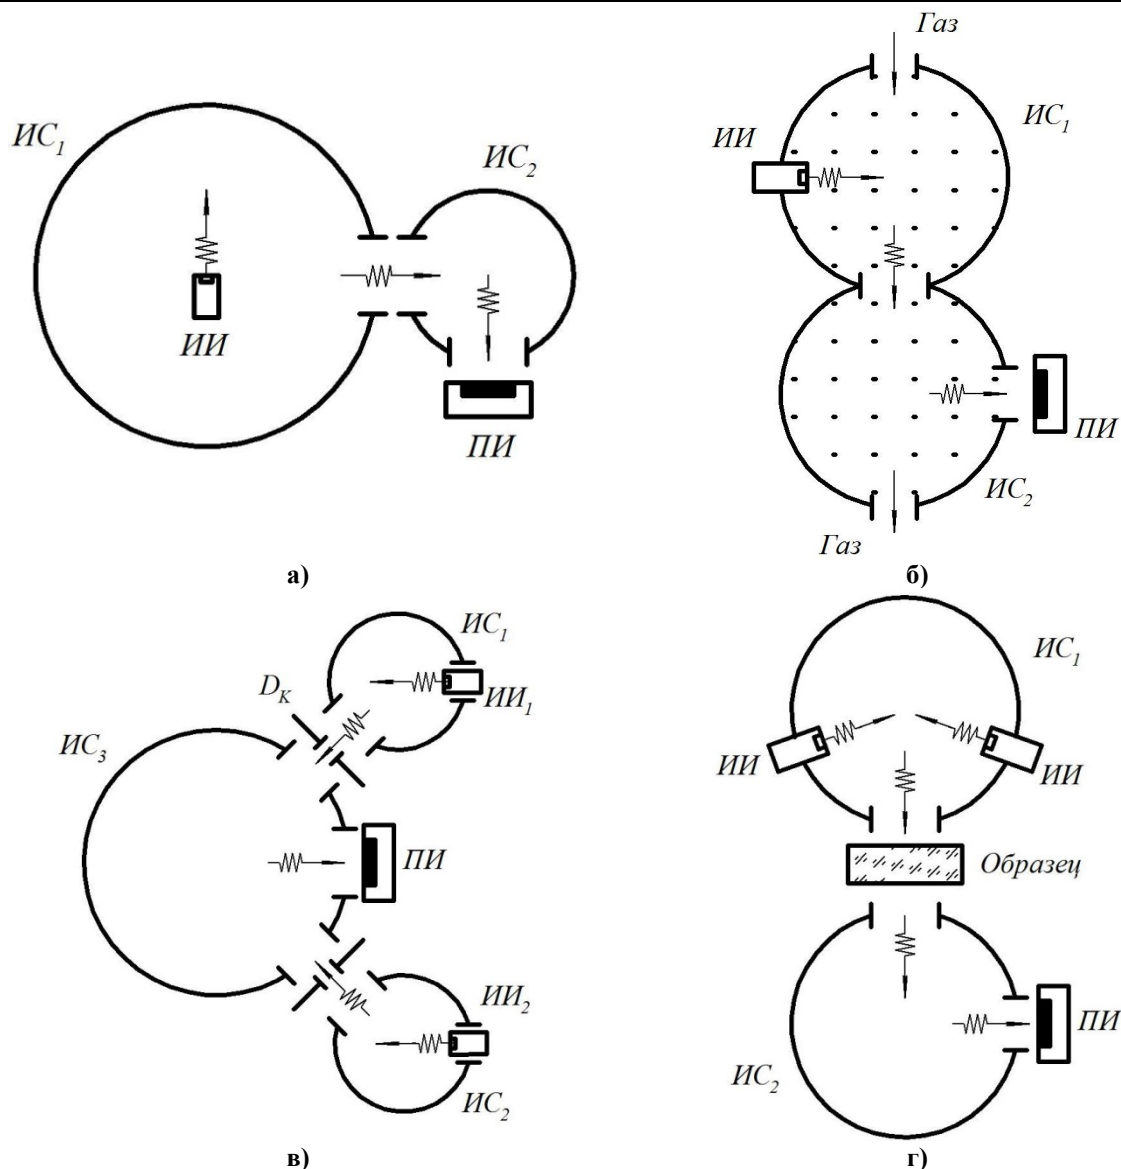 ИС1
ИС2
ИИ
ПИ
а)
Газ
ИС1
ИИ
ПИ
ИС2
Газ
б)
ИС1
DК
ИИ1
ИС3
ПИ
ИИ2
ИС2
в)
ИС1
ИИ
ИИ
Образец
ПИ
ИС2
г)